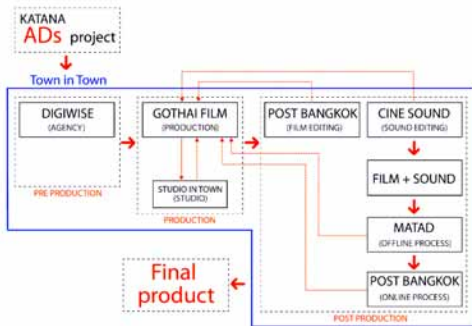 KATANA
ADs project
Town in Town
DIGIWISE
(AGENCY)
PRE PRODUCTION
GOTHAI FILM
(PRODUCTION)
STUDIO IN TOWN
(STUDIO)
PRODUCTION
POST BANGKOK
(FILM EDITING)
CINE SOUND
(SOUND EDITING)
FILM + SOUND
MATAD
(OFFLINE PROCESS)
POST BANGKOK
(ONLINE PROCESS)
POST PRODUCTION
Final
product